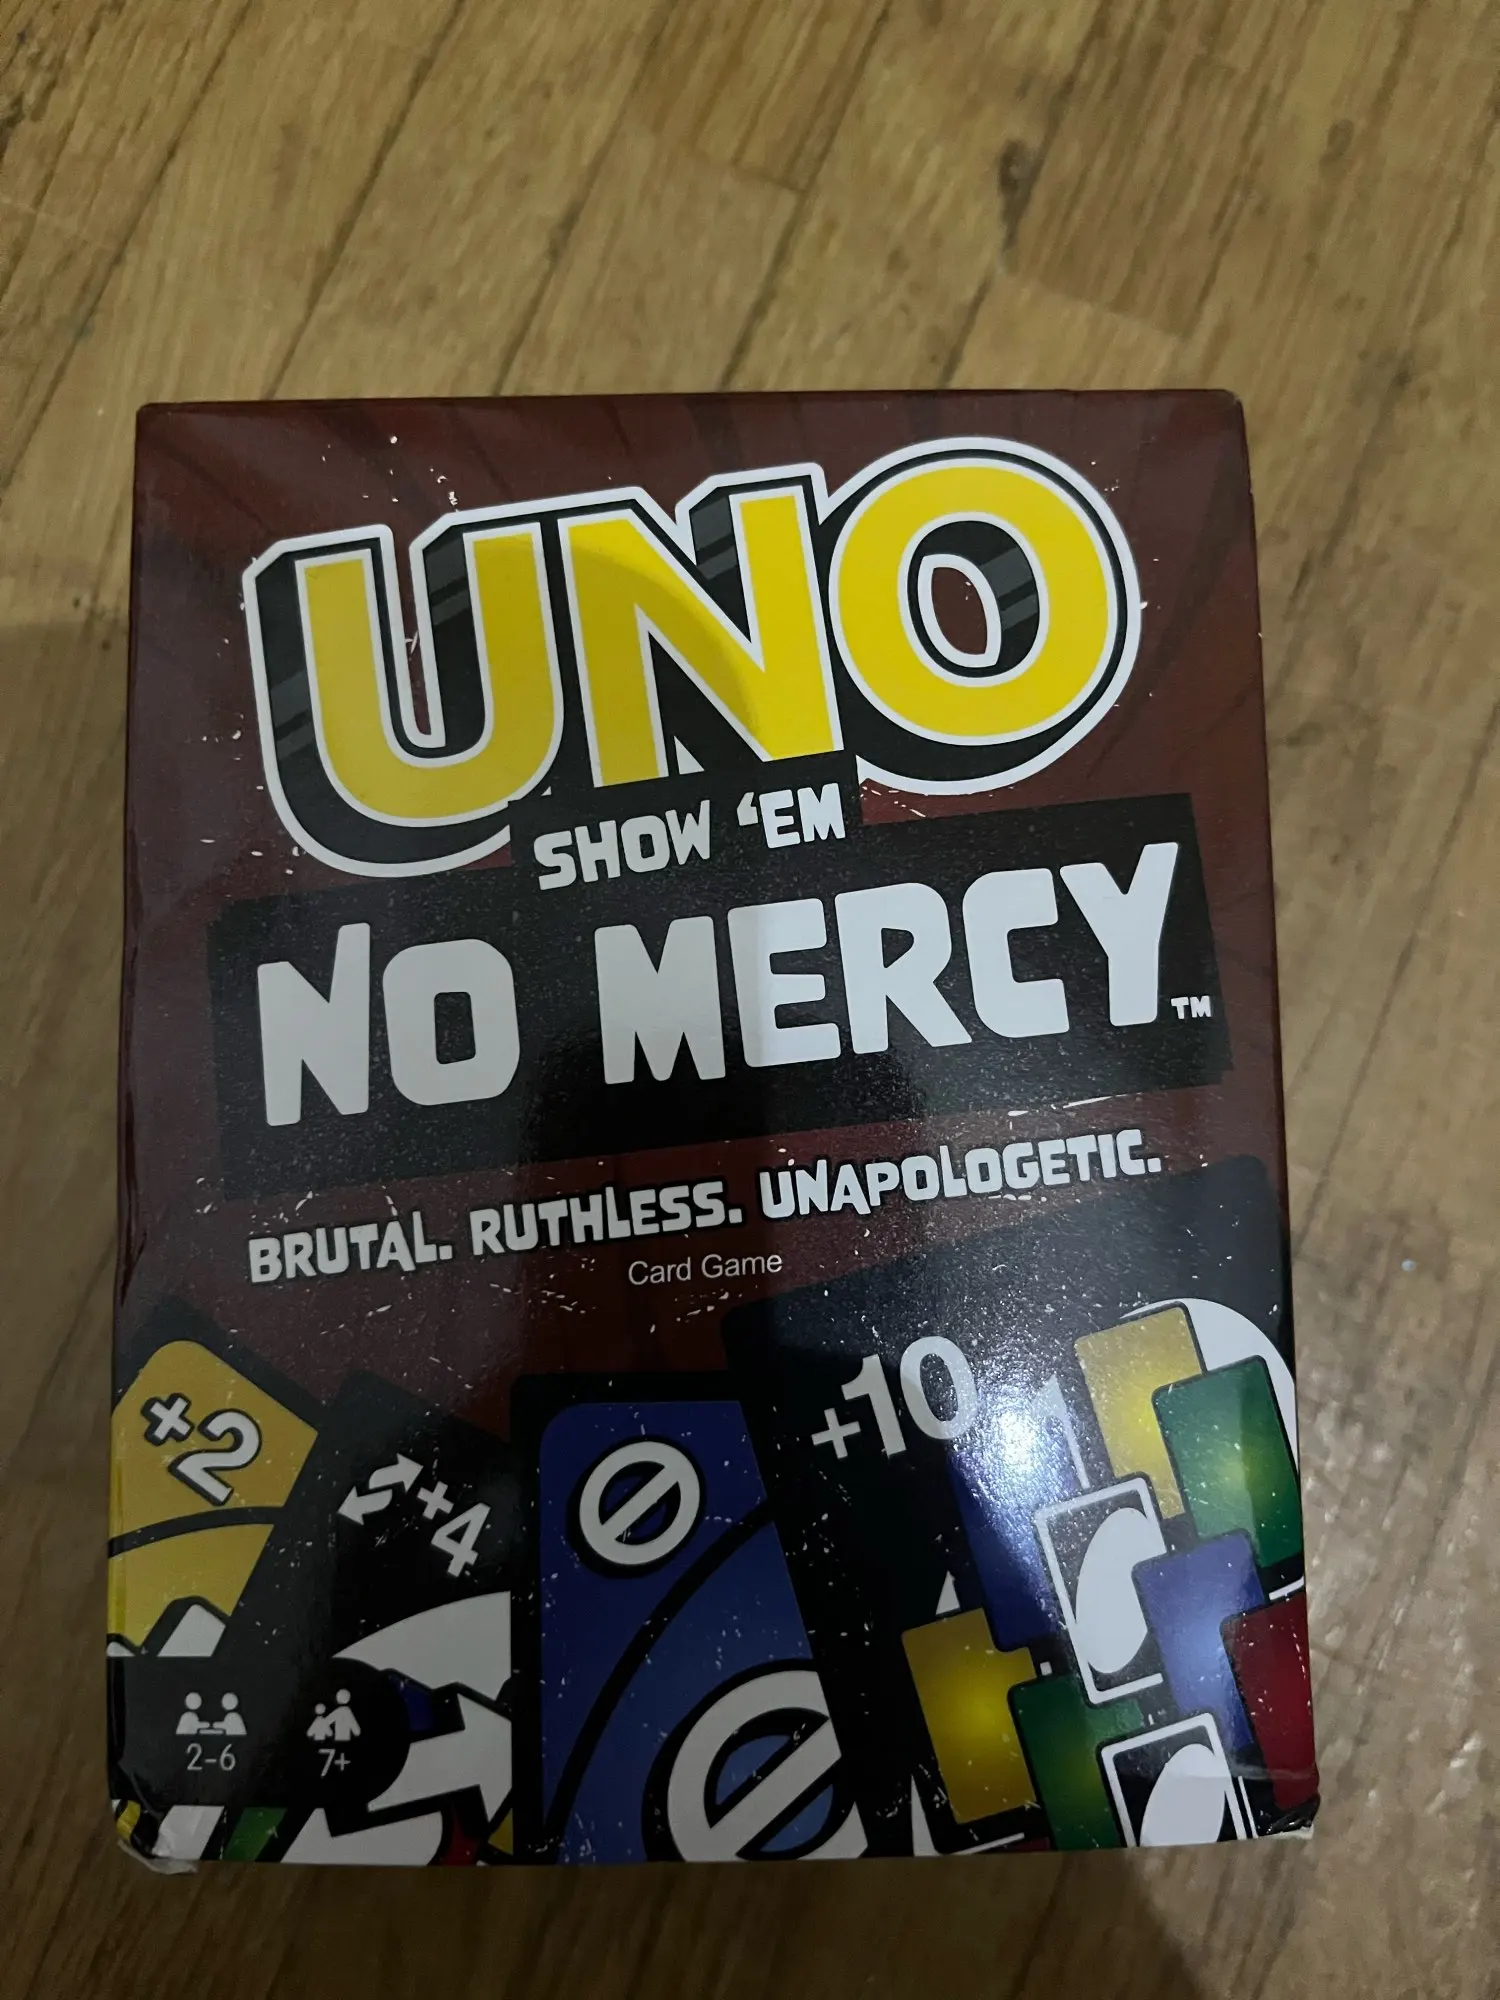 UNO
SHOW 'EM
NO MERCY™
BRUTAL. RUTHLESS. UNAPOLOGETIC.
Card Game
+2
+4
+10
2-6
7+